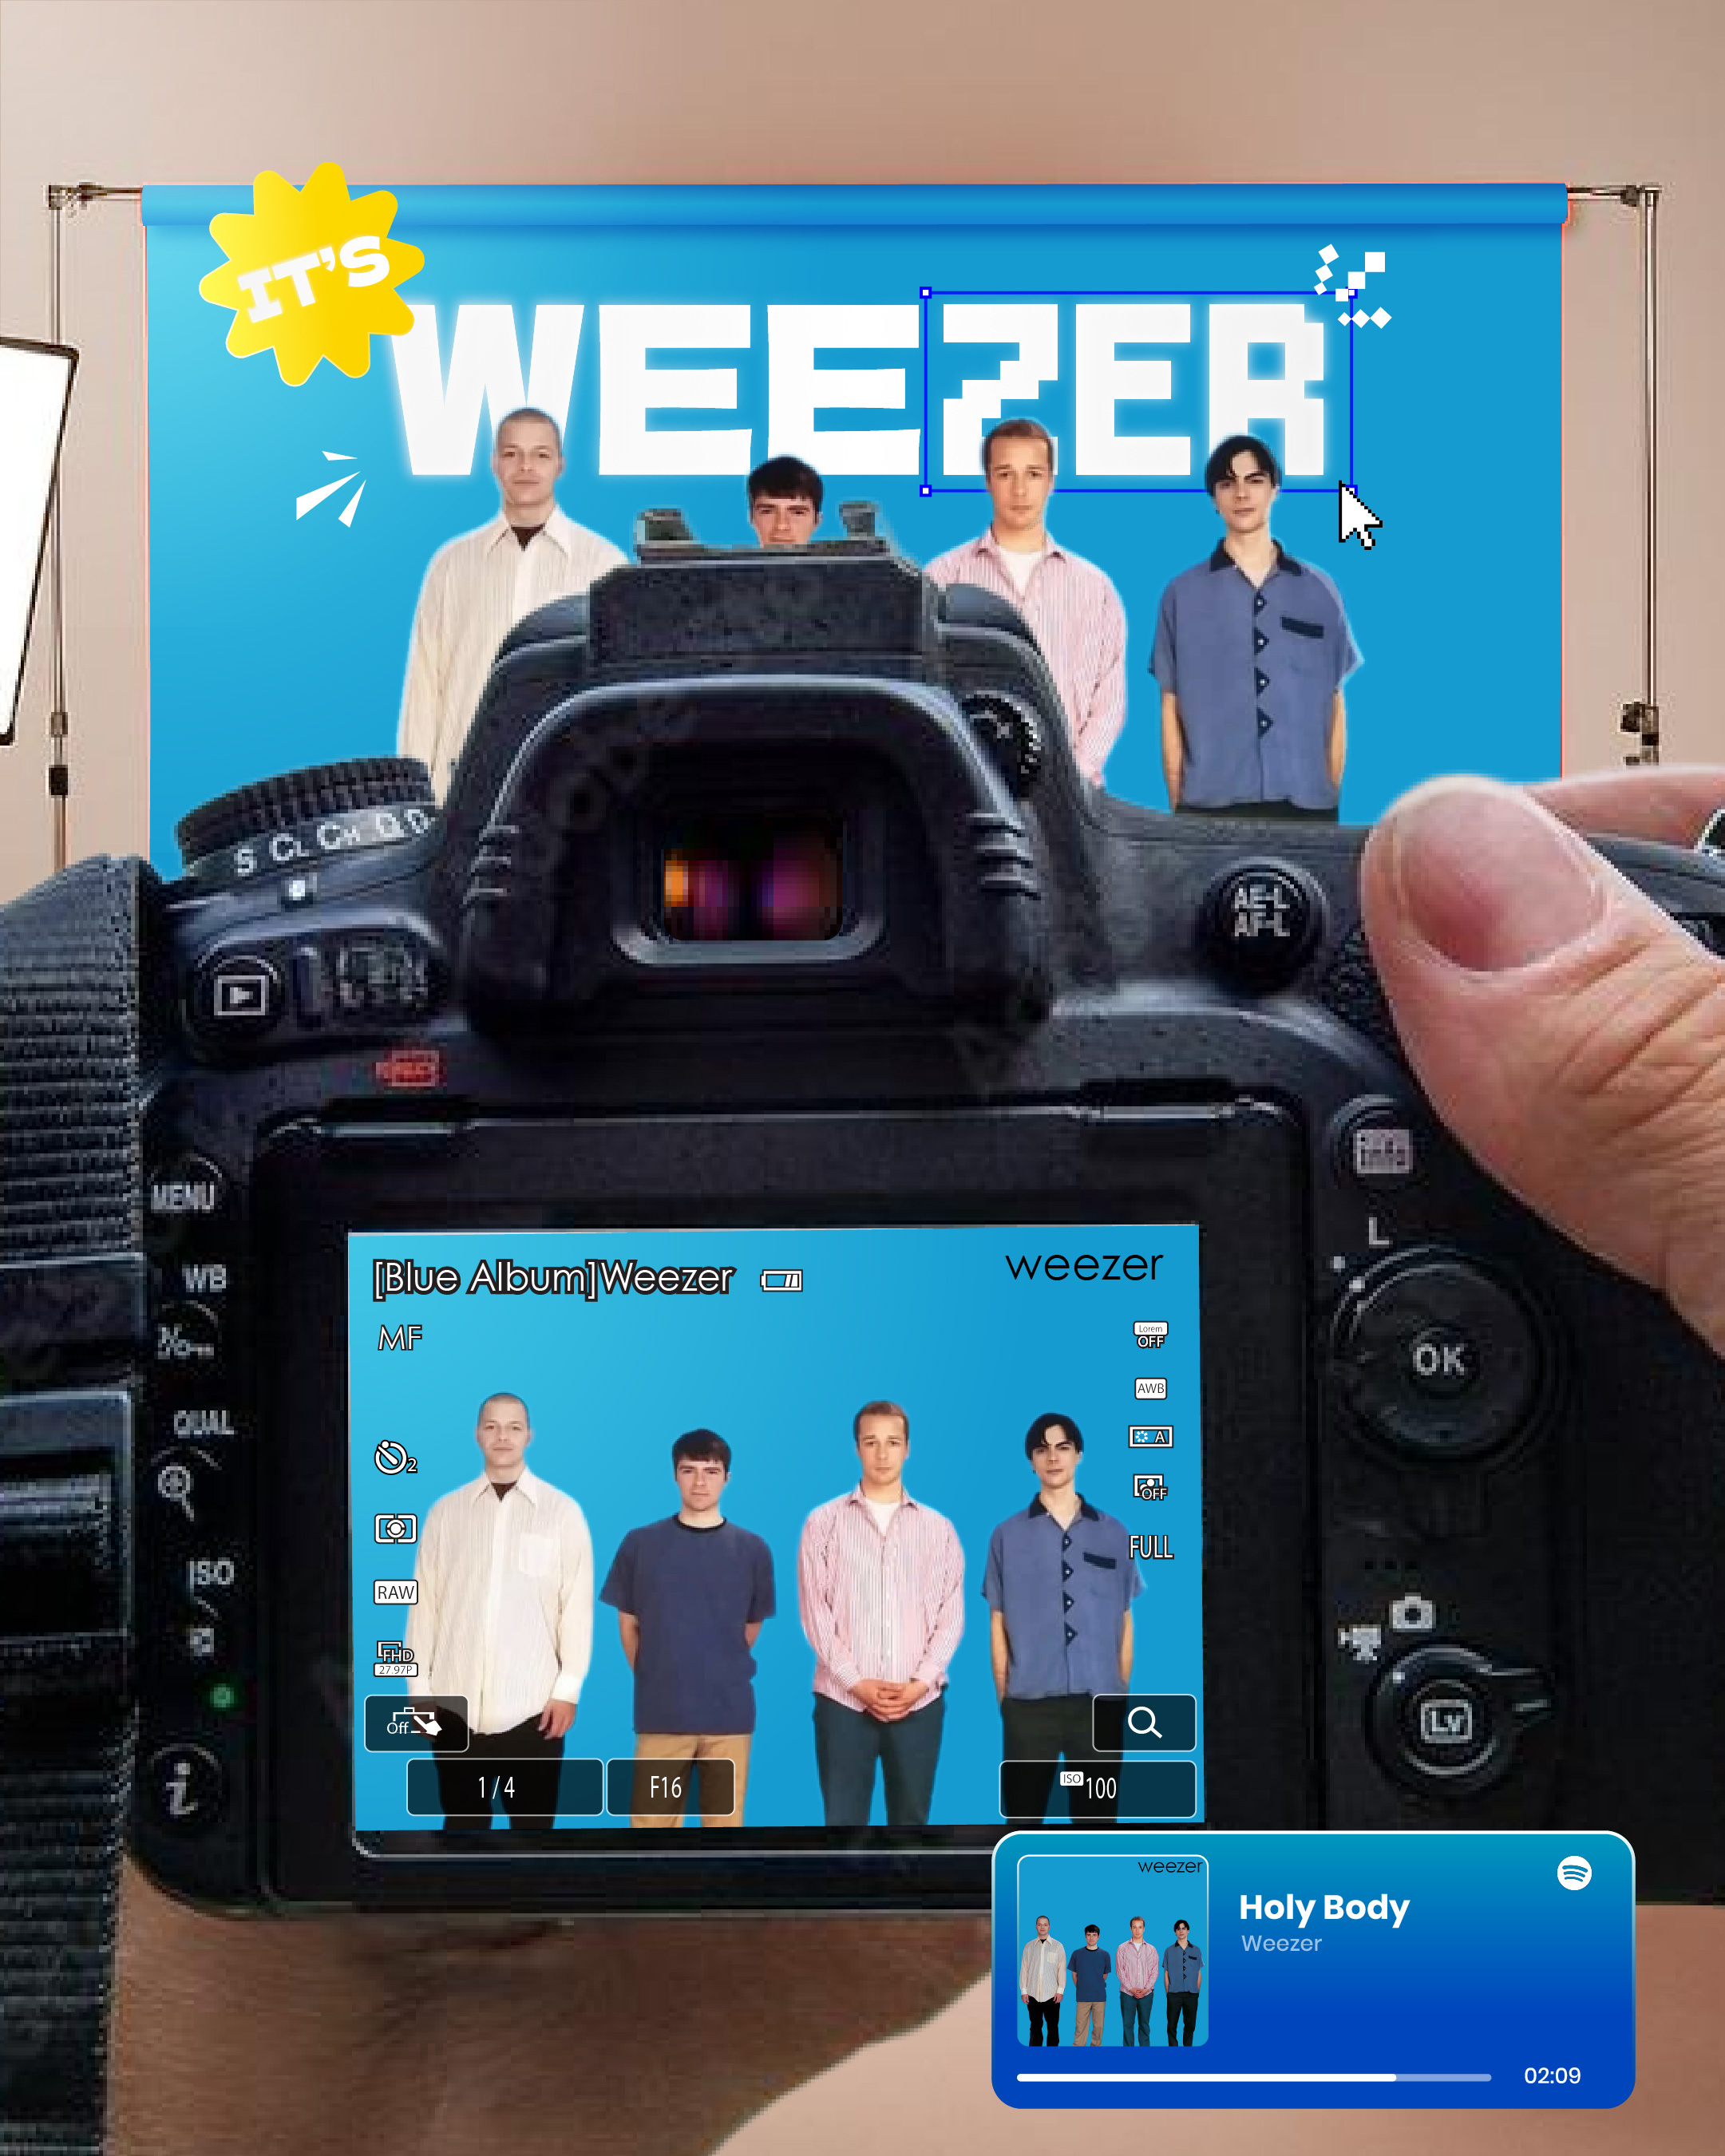 IT'S
WEEZER
S CL CH Q
AE-L
AF-L
MENU
WB
QUAL
ISO
i
L
OK
Lv
[Blue Album]Weezer
weezer
MF
Lorem
OFF
AWB
A
2
OFF
FULL
RAW
FHD
27.97P
Off
1/4
F16
ISO 100
weezer
Holy Body
Weezer
02:09